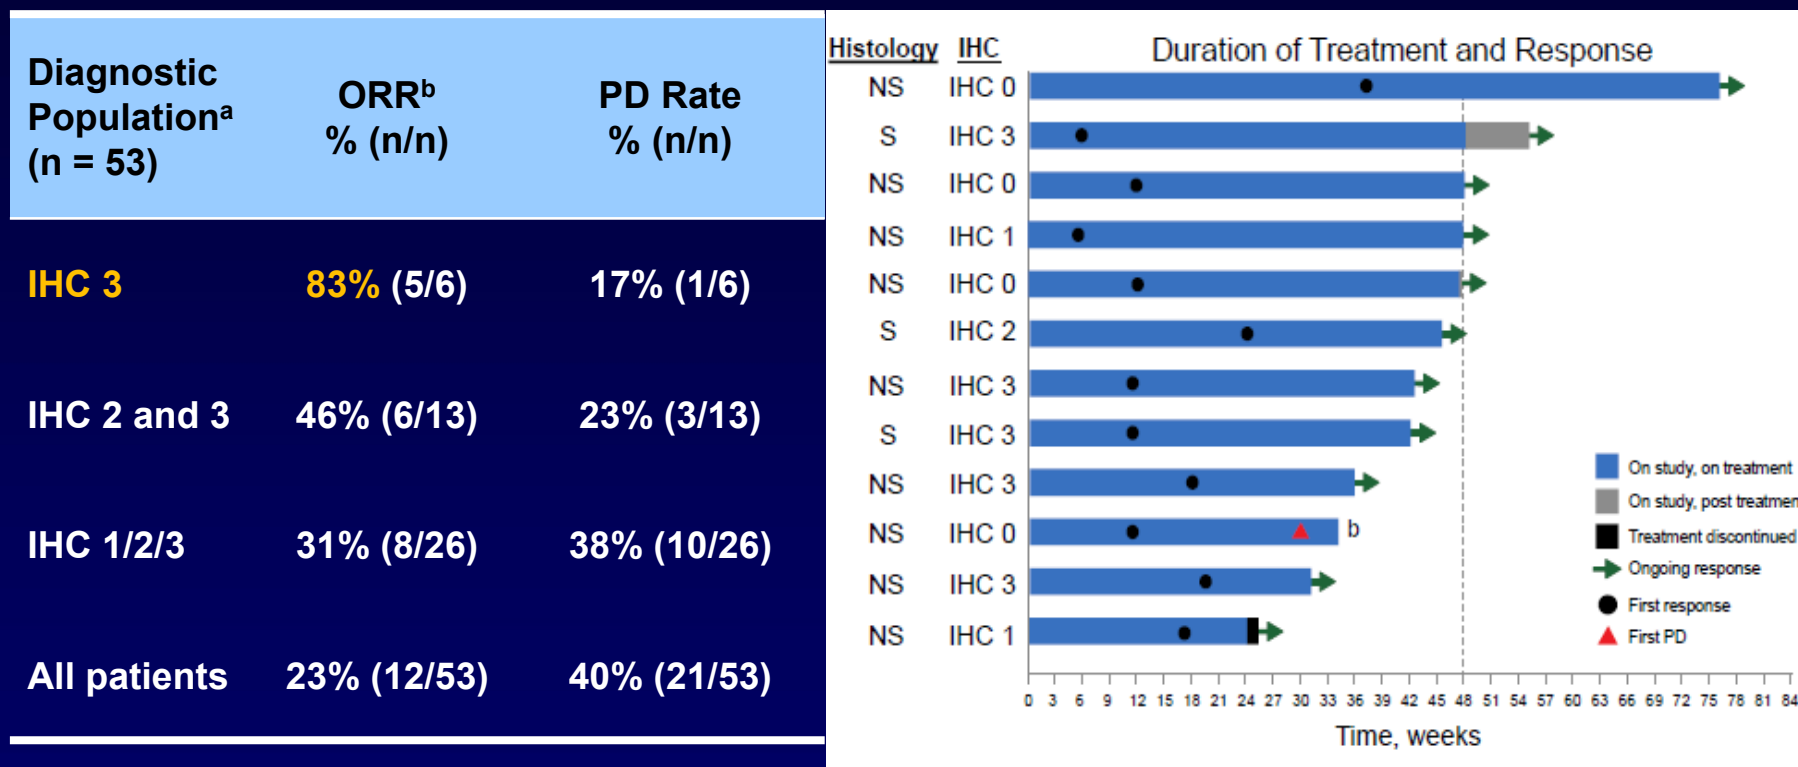 Diagnostic
Populationᵃ
(n = 53)
ORRᵇ
% (n/n)
PD Rate
% (n/n)
IHC 3 83% (5/6) 17% (1/6)
IHC 2 and 3 46% (6/13) 23% (3/13)
IHC 1/2/3 31% (8/26) 38% (10/26)
All patients 23% (12/53) 40% (21/53)
Histology IHC Duration of Treatment and Response
NS IHC 0
S IHC 3
NS IHC 0
NS IHC 1
NS IHC 0
S IHC 2
NS IHC 3
S IHC 3
NS IHC 3
NS IHC 0 b
NS IHC 3
NS IHC 1
On study, on treatment
On study, post treatmen
Treatment discontinued
Ongoing response
First response
First PD
0 3 6 9 12 15 18 21 24 27 30 33 36 39 42 45 48 51 54 57 60 63 66 69 72 75 78 81 84
Time, weeks